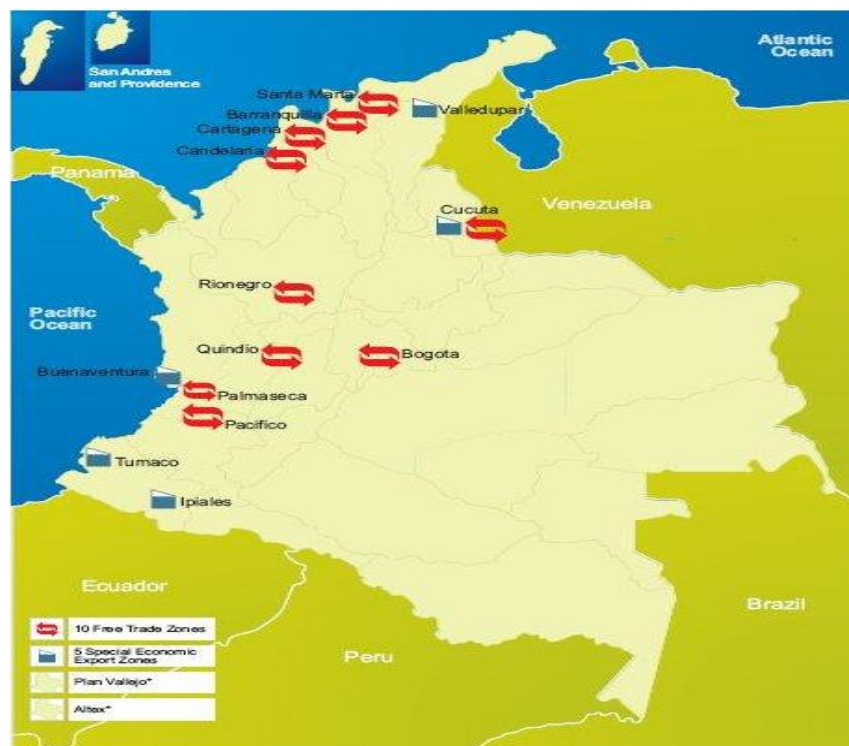 San Andres
and Providence
Atlantic
Ocean
Santa Marta
Barranquilla
Valledupar
Cartagena
Candelaria
Panama
Cucuta
Venezuela
Rionegro
Pacific
Ocean
Quindio
Bogota
Buenaventura
Palmaseca
Pacifico
Tumaco
Ipiales
Ecuador
Brazil
Peru
10 Free Trade Zones
5 Special Economic
Export Zones
Plan Vallejo*
Altex*